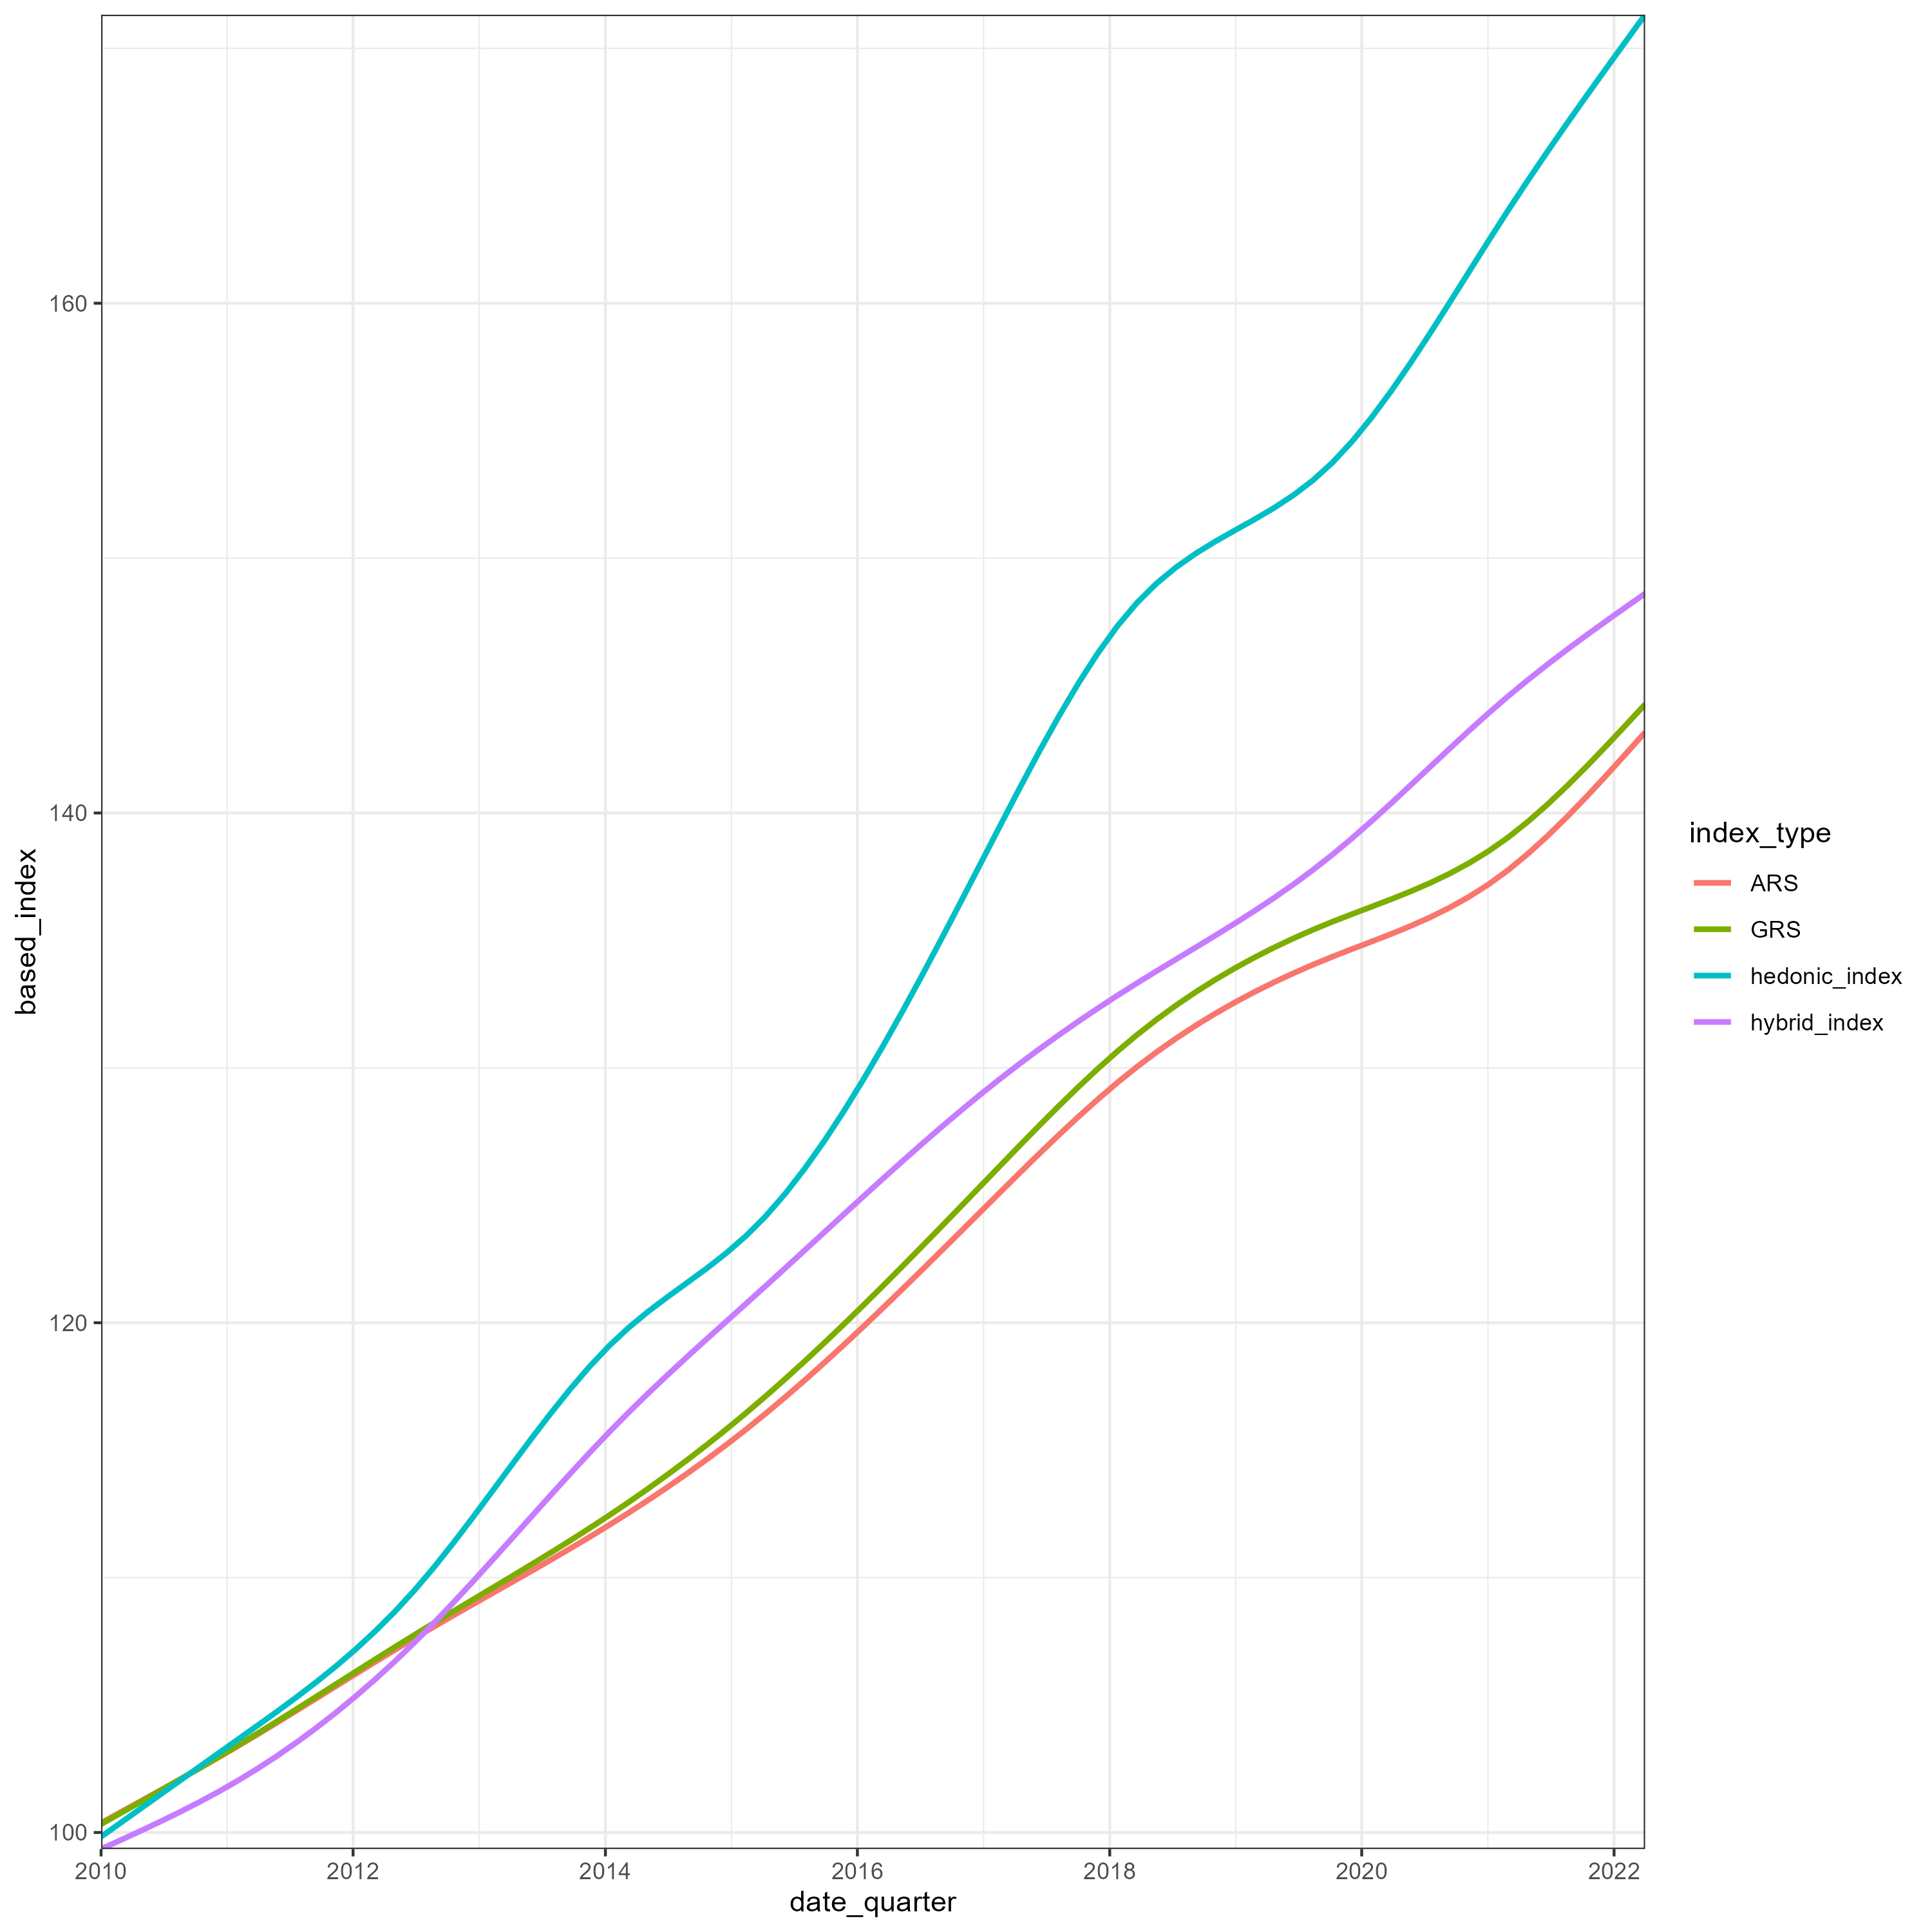 160
140
120
100
based_index
2010 2012 2014 2016 2018 2020 2022
date_quarter
index_type
ARS
GRS
hedonic_index
hybrid_index